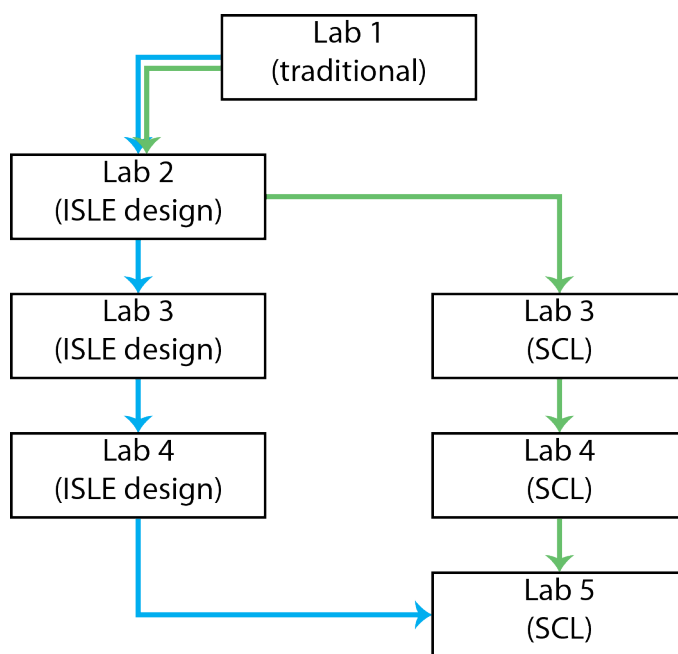 Lab 1
(traditional)
Lab 2
(ISLE design)
Lab 3
(ISLE design)
Lab 3
(SCL)
Lab 4
(ISLE design)
Lab 4
(SCL)
Lab 5
(SCL)